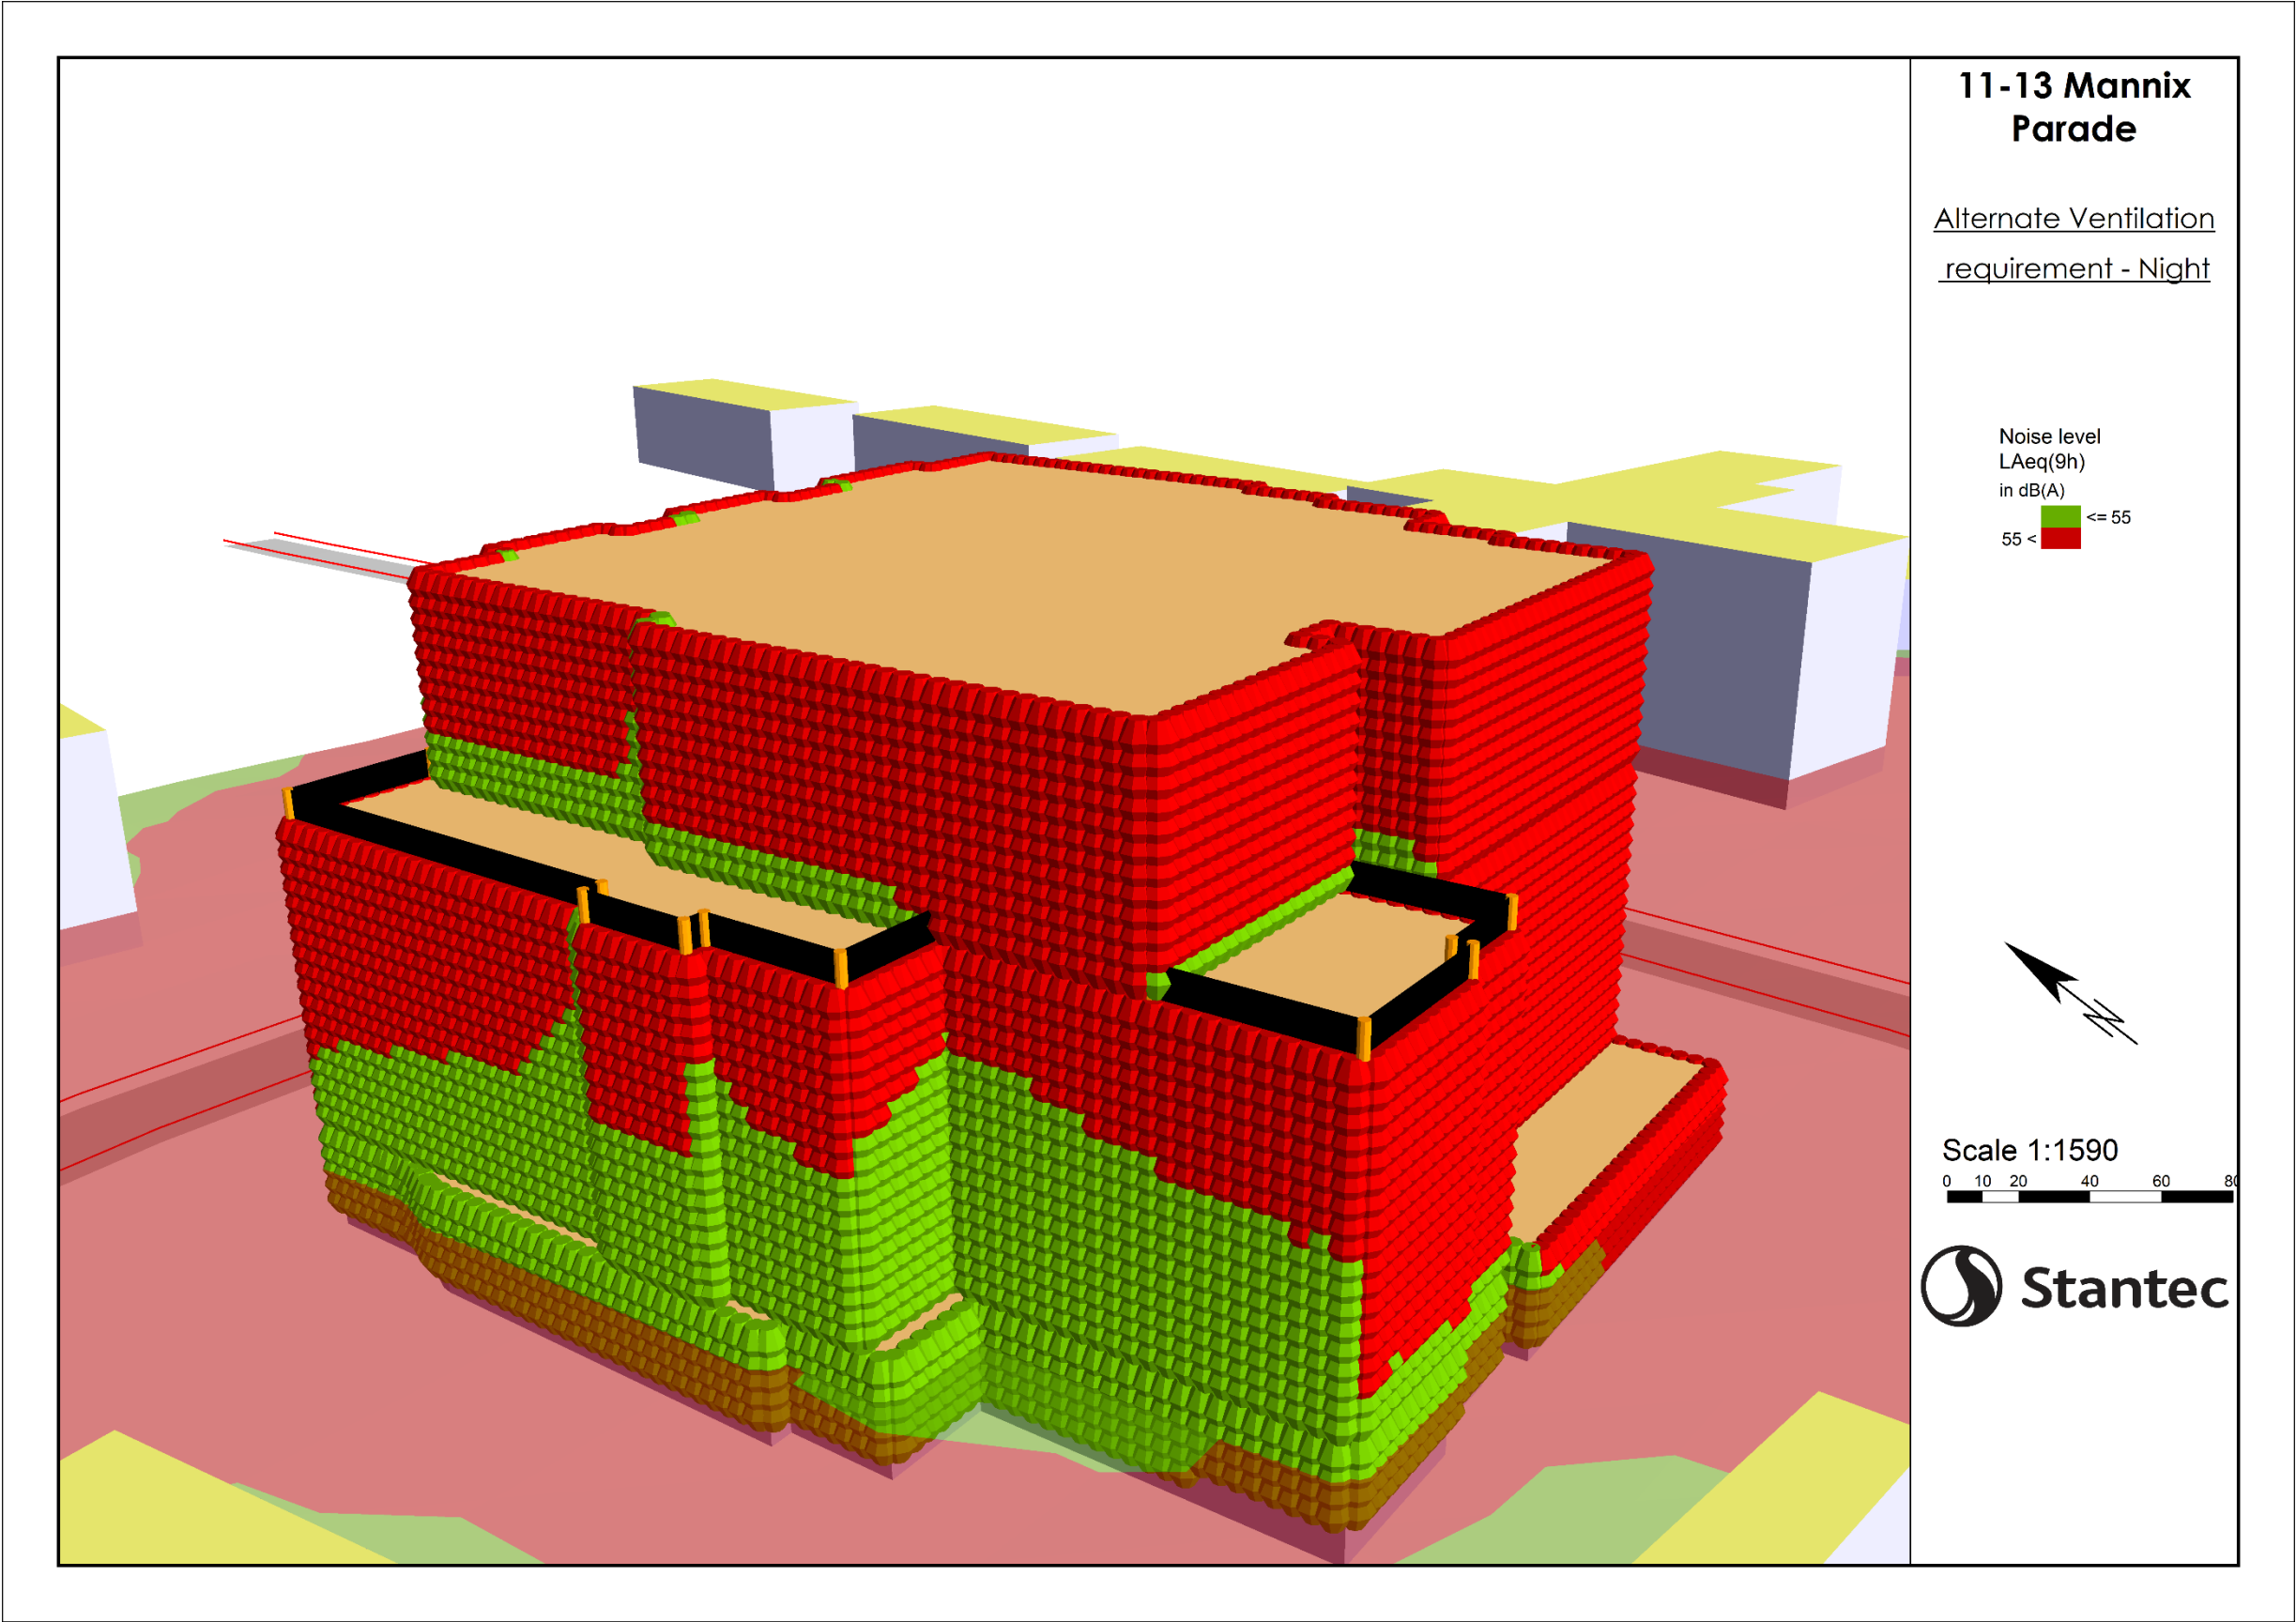 11-13 Mannix
Parade
Alternate Ventilation
requirement - Night
Noise level
LAeq(9h)
in dB(A)
<= 55
55 <
Scale 1:1590
0 10 20 40 60 80
Stantec